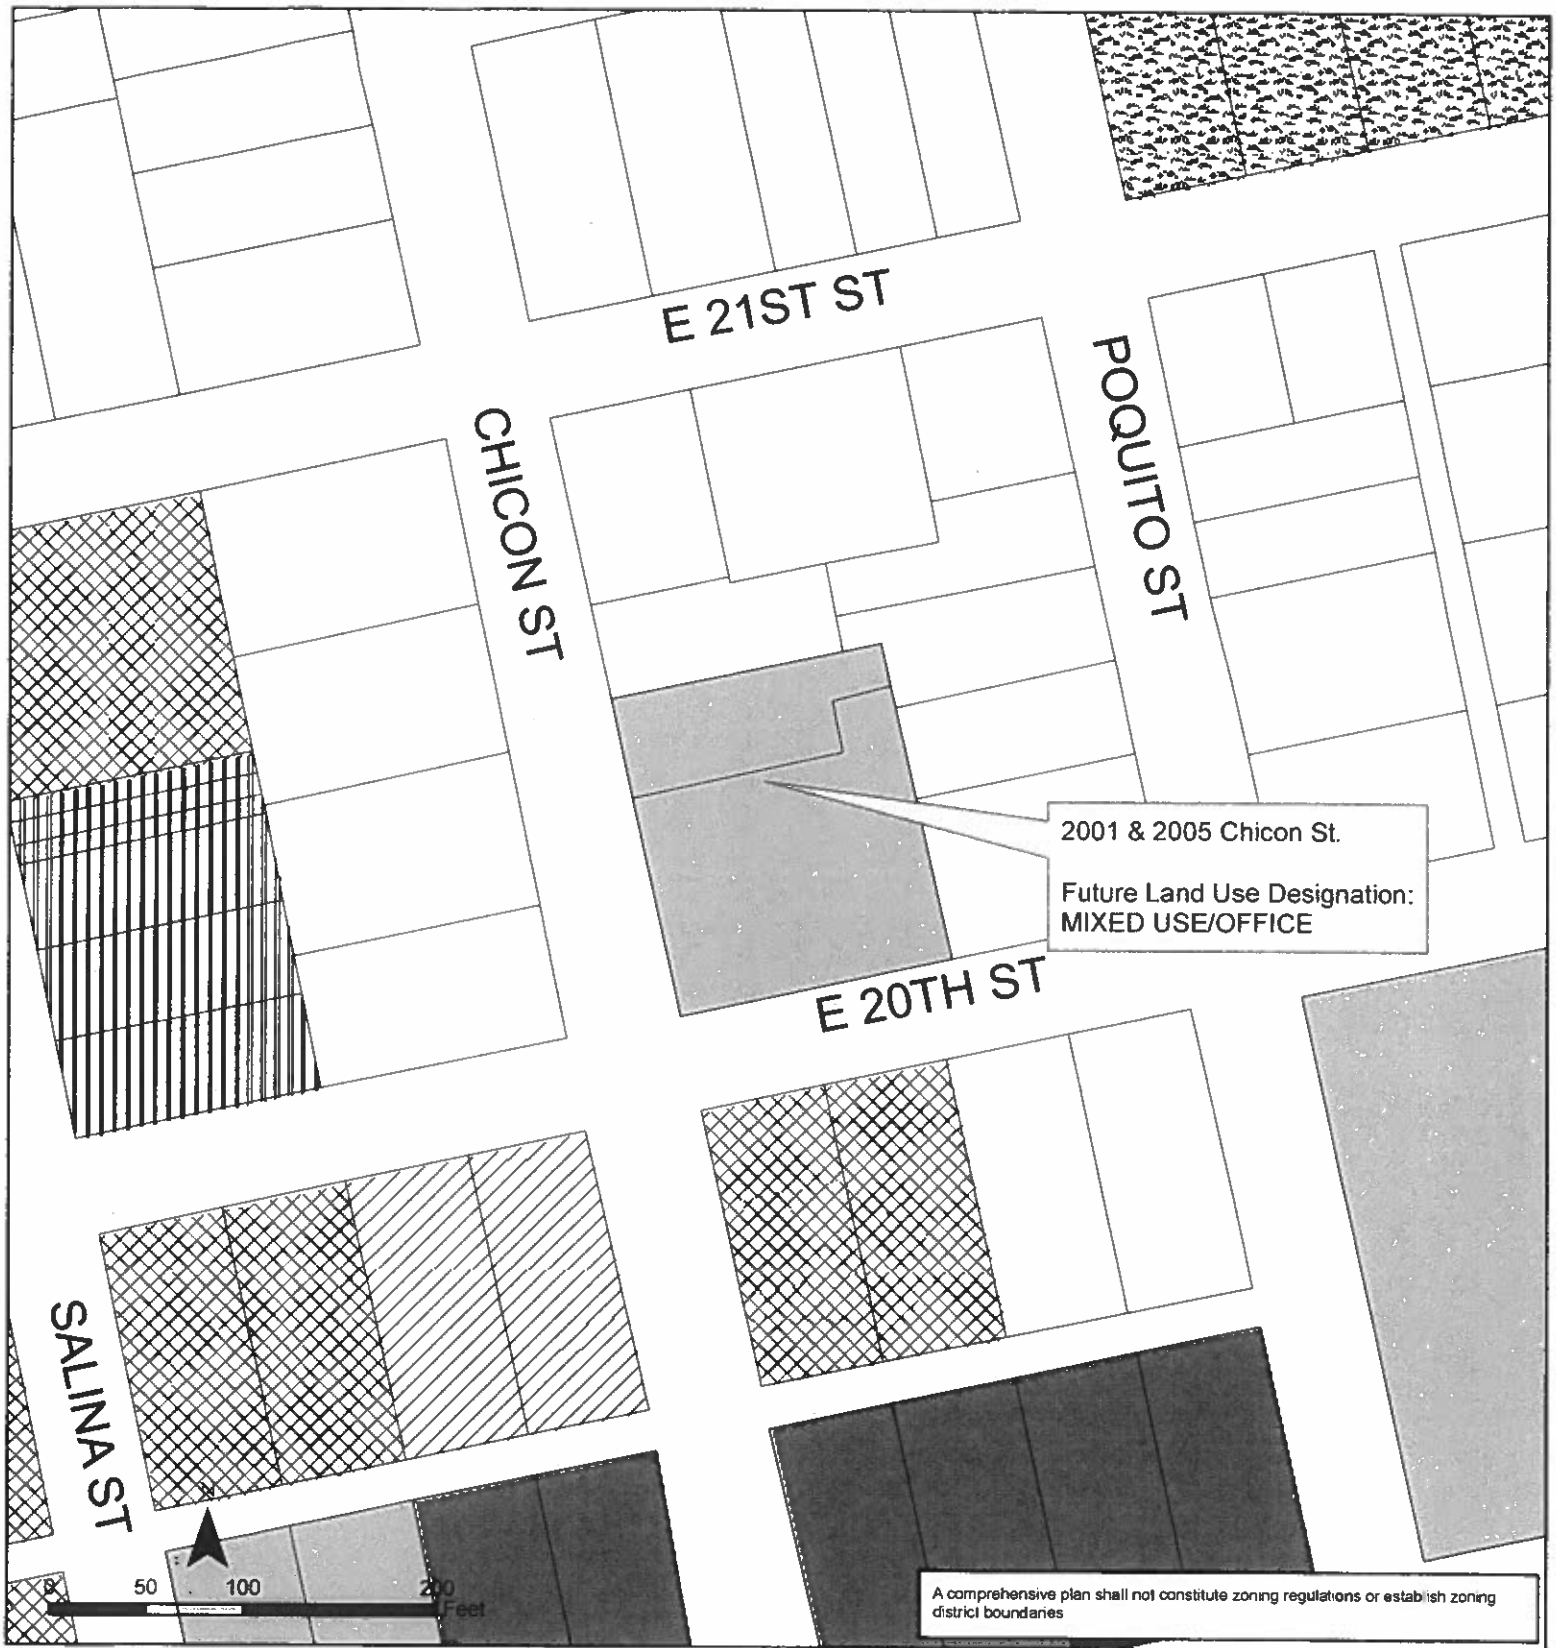 E 21ST ST
POQUITO ST
CHICON ST
2001 & 2005 Chicon St.
Future Land Use Designation:
MIXED USE/OFFICE
E 20TH ST
SALINA ST
N
0 50 100 200
Feet
A comprehensive plan shall not constitute zoning regulations or establish zoning
district boundaries